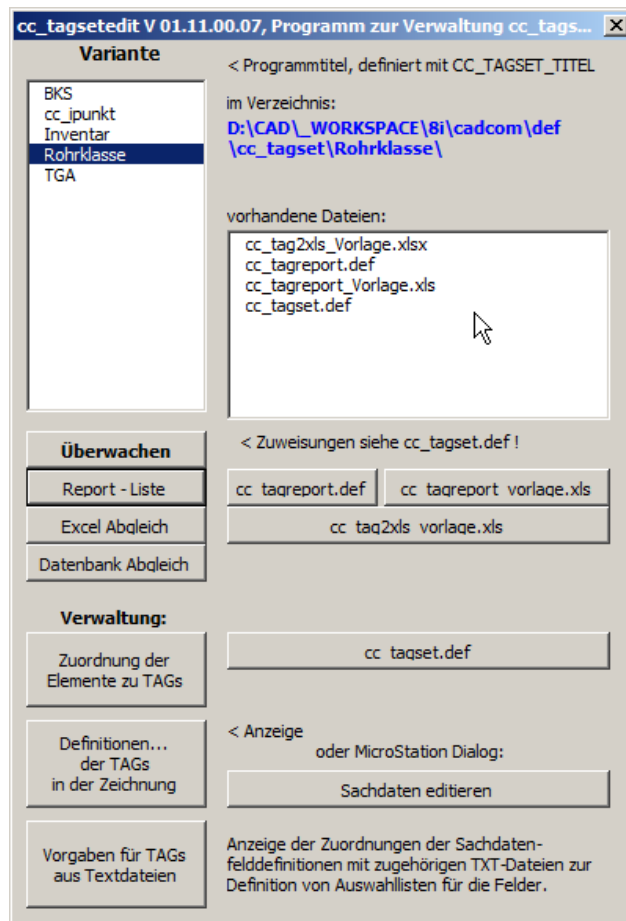 cc_tagsetedit V 01.11.00.07, Programm zur Verwaltung cc_tags...
Variante
< Programmtitel, definiert mit CC_TAGSET_TITEL
BKS
cc_ipunkt
Inventar
Rohrklasse
TGA
im Verzeichnis:
D:\CAD\_WORKSPACE\8i\cadcom\def
\cc_tagset\Rohrklasse\
vorhandene Dateien:
cc_tag2xls_Vorlage.xlsx
cc_tagreport.def
cc_tagreport_Vorlage.xls
cc_tagset.def
Überwachen
< Zuweisungen siehe cc_tagset.def !
Report - Liste
cc_tagreport.def
cc_tagreport_vorlage.xls
Excel Abgleich
cc_tag2xls_vorlage.xls
Datenbank Abgleich
Verwaltung:
Zuordnung der
Elemente zu TAGs
cc_tagset.def
Definitionen...
der TAGs
in der Zeichnung
< Anzeige
oder MicroStation Dialog:
Sachdaten editieren
Vorgaben für TAGs
aus Textdateien
Anzeige der Zuordnungen der Sachdaten-
felddefinitionen mit zugehörigen TXT-Dateien zur
Definition von Auswahllisten für die Felder.